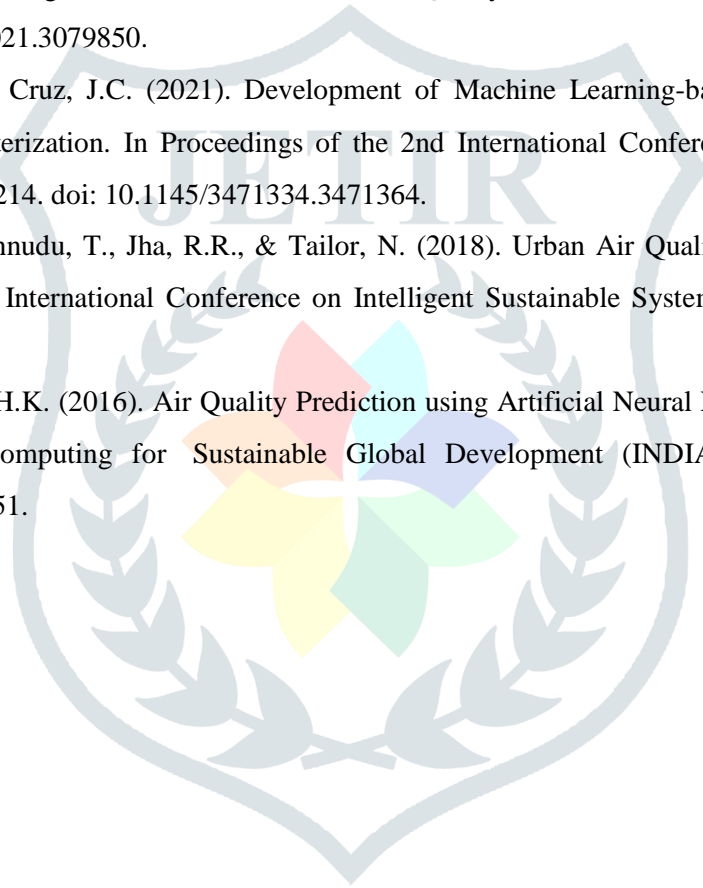 021.3079850.
Cruz, J.C. (2021). Development of Machine Learning-ba
terization. In Proceedings of the 2nd International Confere
214. doi: 10.1145/3471334.3471364.
nnudu, T., Jha, R.R., & Tailor, N. (2018). Urban Air Quali
International Conference on Intelligent Sustainable System
JETIR
H.K. (2016). Air Quality Prediction using Artificial Neural
omputing for Sustainable Global Development (INDIA
51.